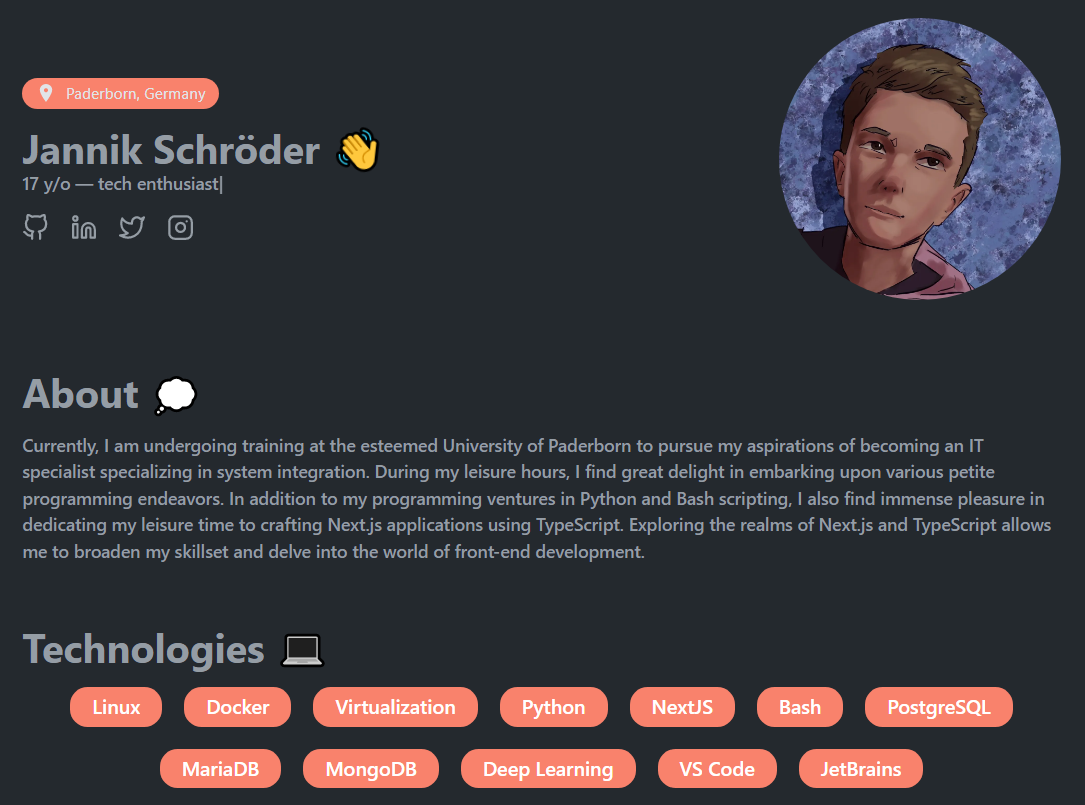 Paderborn, Germany
Jannik Schröder 👋
17 y/o — tech enthusiast|
About 💭
Currently, I am undergoing training at the esteemed University of Paderborn to pursue my aspirations of becoming an IT
specialist specializing in system integration. During my leisure hours, I find great delight in embarking upon various petite
programming endeavors. In addition to my programming ventures in Python and Bash scripting, I also find immense pleasure in
dedicating my leisure time to crafting Next.js applications using TypeScript. Exploring the realms of Next.js and TypeScript allows
me to broaden my skillset and delve into the world of front-end development.
Technologies 💻
Linux Docker Virtualization Python NextJS Bash PostgreSQL
MariaDB MongoDB Deep Learning VS Code JetBrains